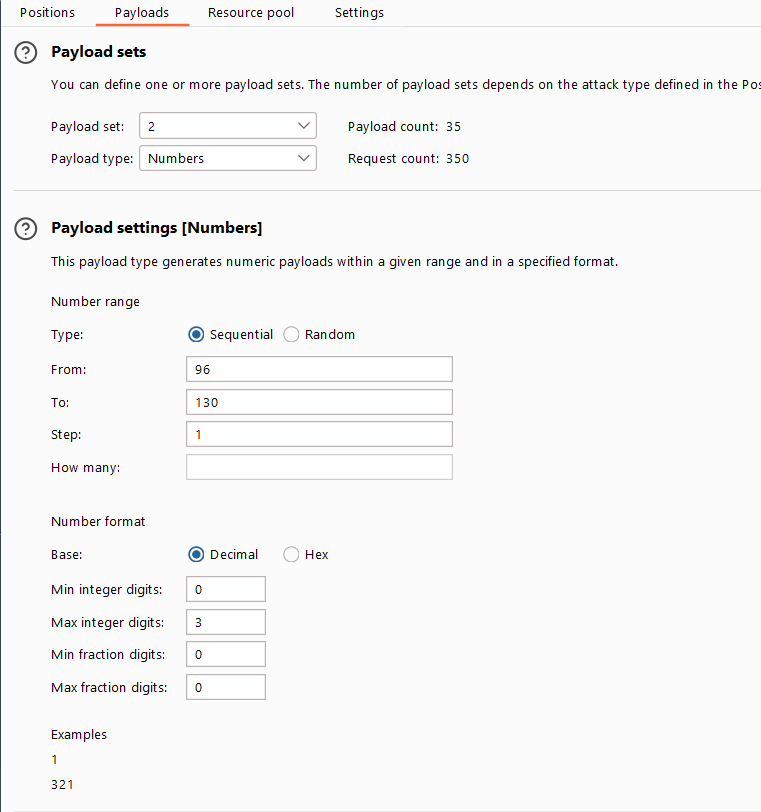 Positions Payloads Resource pool Settings
Payload sets
You can define one or more payload sets. The number of payload sets depends on the attack type defined in the Pos
Payload set: 2 Payload count: 35
Payload type: Numbers Request count: 350
Payload settings [Numbers]
This payload type generates numeric payloads within a given range and in a specified format.
Number range
Type: Sequential Random
From: 96
To: 130
Step: 1
How many:
Number format
Base: Decimal Hex
Min integer digits: 0
Max integer digits: 3
Min fraction digits: 0
Max fraction digits: 0
Examples
1
321